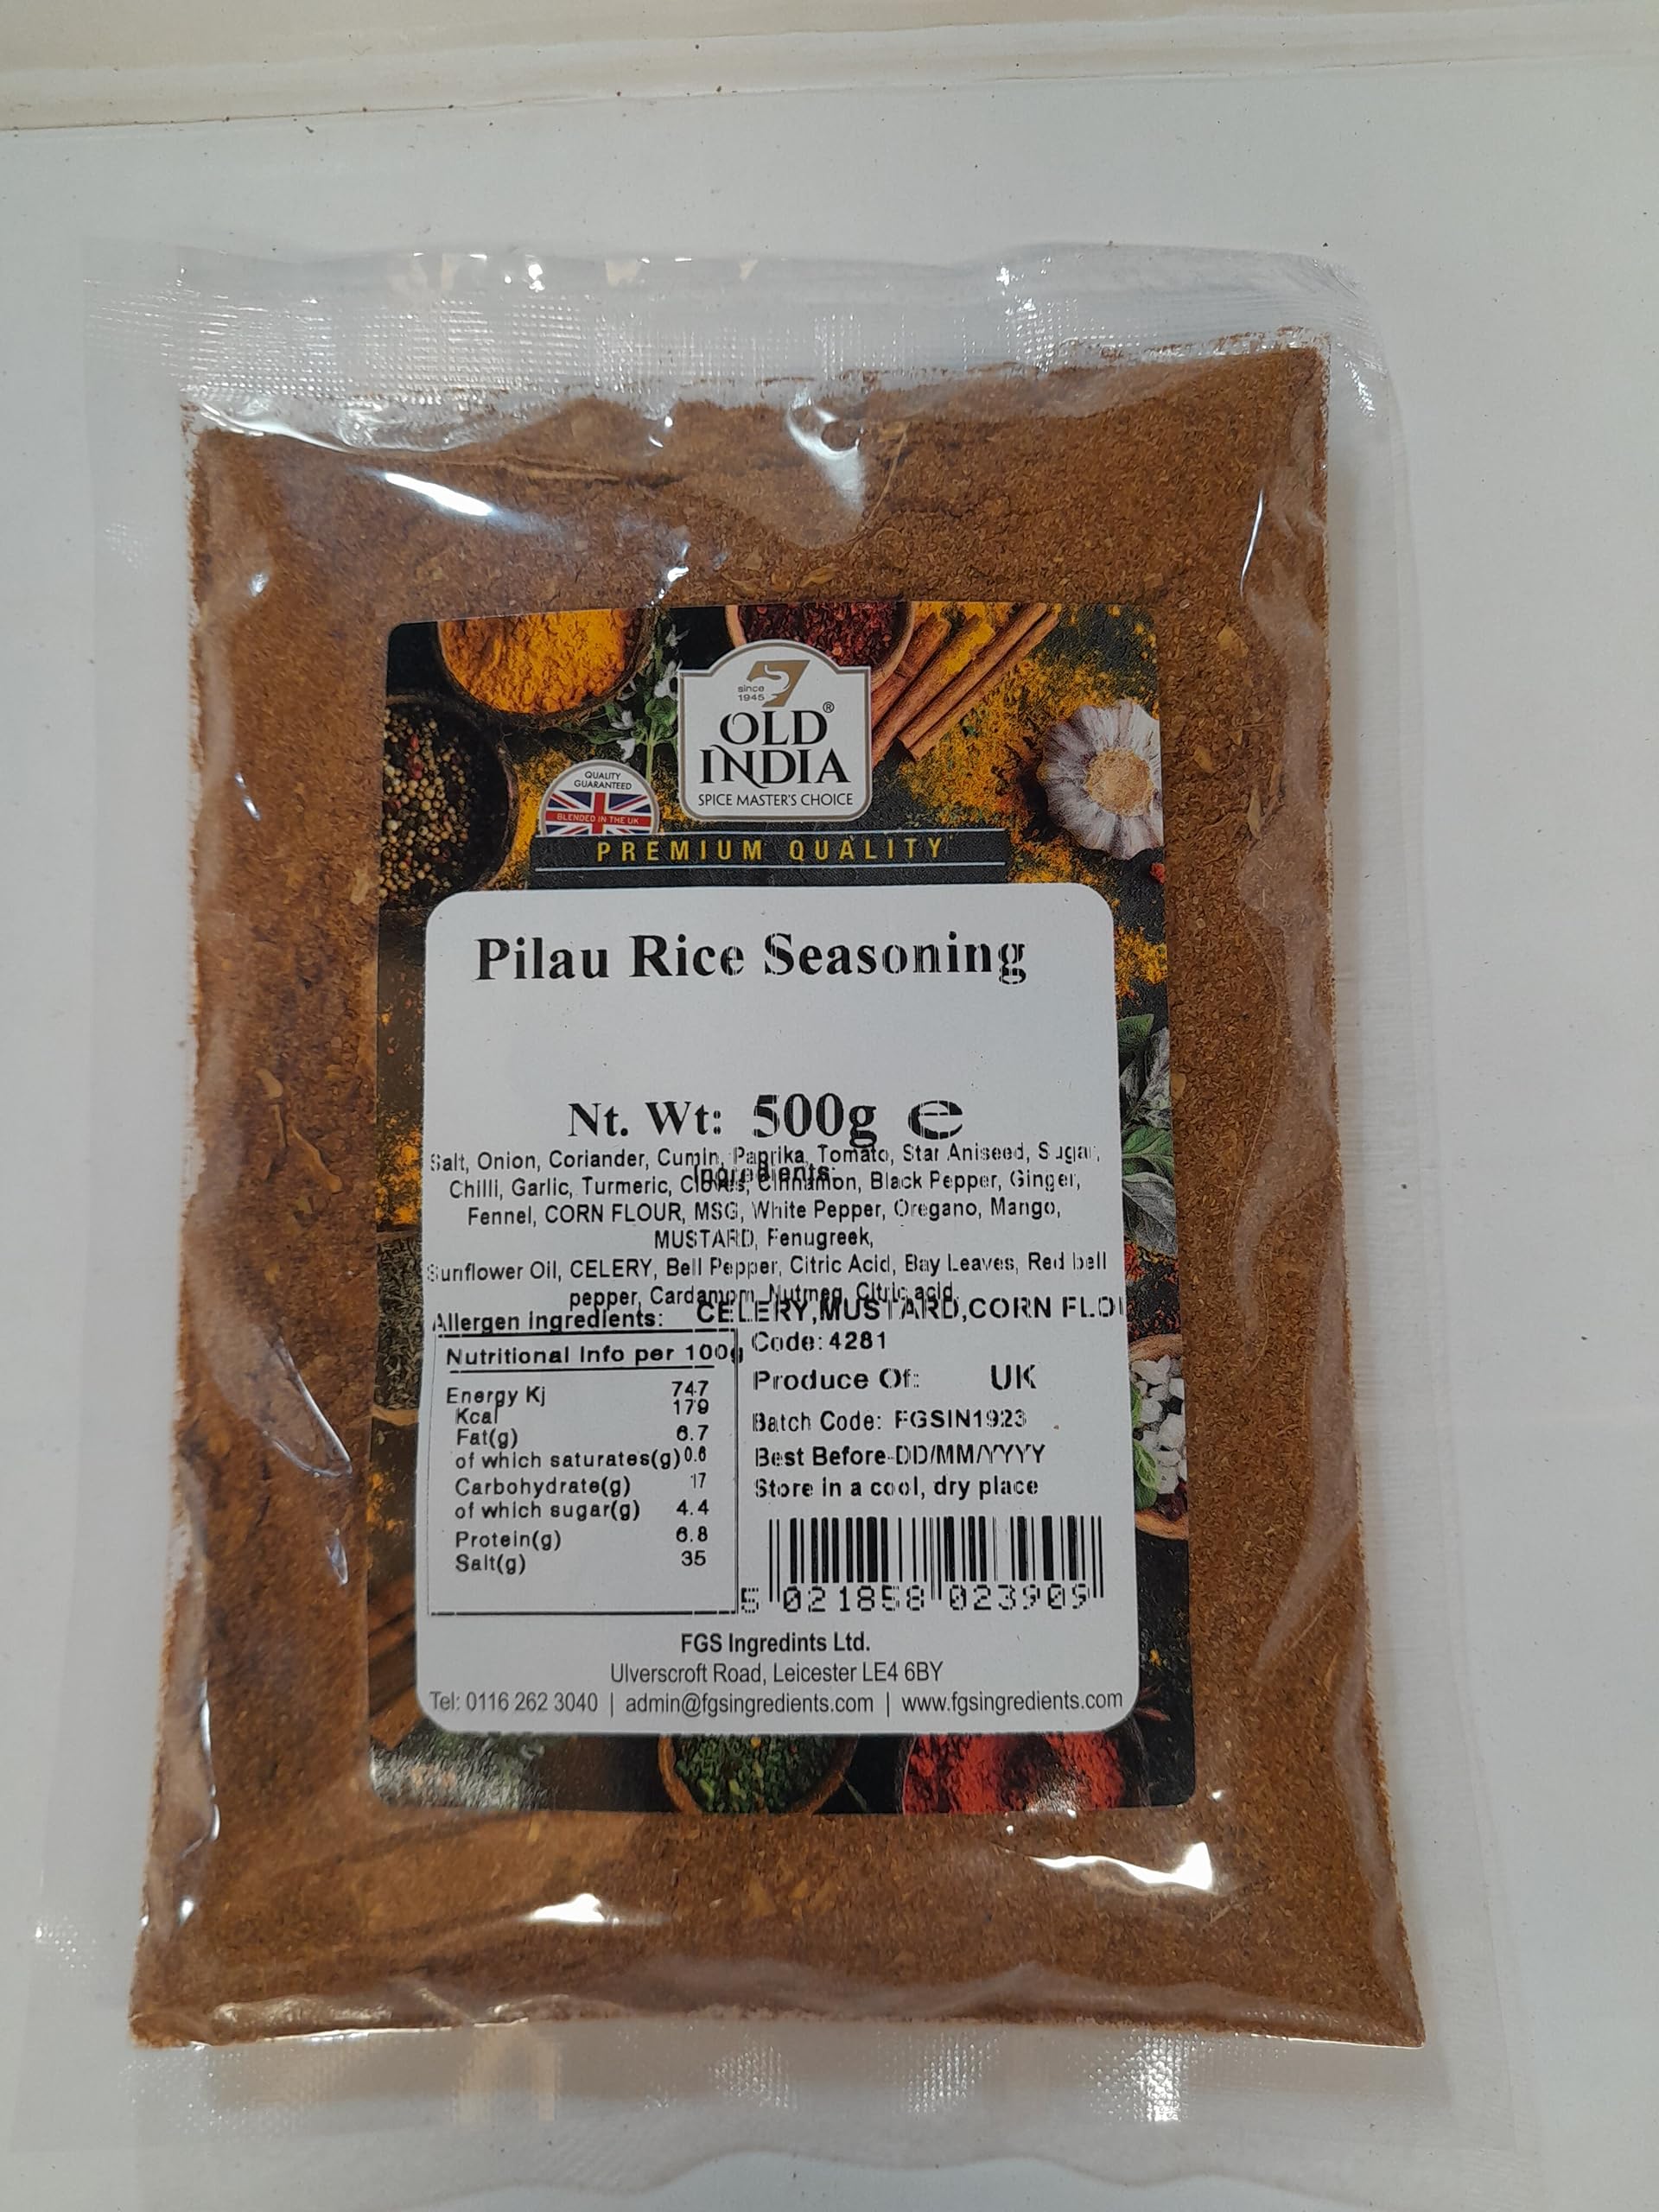 since
1945
OLD®
INDIA
SPICE MASTER'S CHOICE
QUALITY
GUARANTEED
BLENDED IN THE UK
PREMIUM QUALITY
Pilau Rice Seasoning
Nt. Wt: 500g ℮
Salt, Onion, Coriander, Cumin, Paprika, Tomato, Star Aniseed, Sugar,
Ingredients:
Chilli, Garlic, Turmeric, Cloves, Cinnamon, Black Pepper, Ginger,
Fennel, CORN FLOUR, MSG, White Pepper, Oregano, Mango,
MUSTARD, Fenugreek,
Sunflower Oil, CELERY, Bell Pepper, Citric Acid, Bay Leaves, Red bell
pepper, Cardamom, Nutmeg, Citric acid.
Allergen ingredients: CELERY,MUSTARD,CORN FLO
Nutritional Info per 100g
Energy Kj 747
Kcal 179
Fat(g) 6.7
of which saturates(g) 0.6
Carbohydrate(g) 17
of which sugar(g) 4.4
Protein(g) 6.8
Salt(g) 35
Code: 4281
Produce Of: UK
Batch Code: FGSIN1923
Best Before-DD/MM/YYYY
Store in a cool, dry place
5 021858 023909
FGS Ingredints Ltd.
Ulverscroft Road, Leicester LE4 6BY
Tel: 0116 262 3040 | admin@fgsingredients.com | www.fgsingredients.com